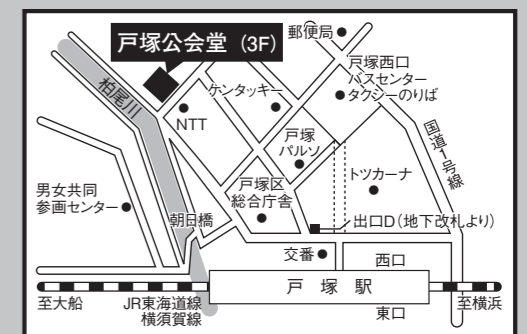 戸塚公会堂 (3F)
郵便局
戸塚西口
バスセンター
タクシーのりば
柏尾川
ケンタッキー
NTT
国道1号線
戸塚
パルソ
トツカーナ
男女共同
参画センター
戸塚区
総合庁舎
朝日橋
出口D(地下改札より)
交番
西口
戸塚駅
至大船
JR東海道線
横須賀線
東口
至横浜